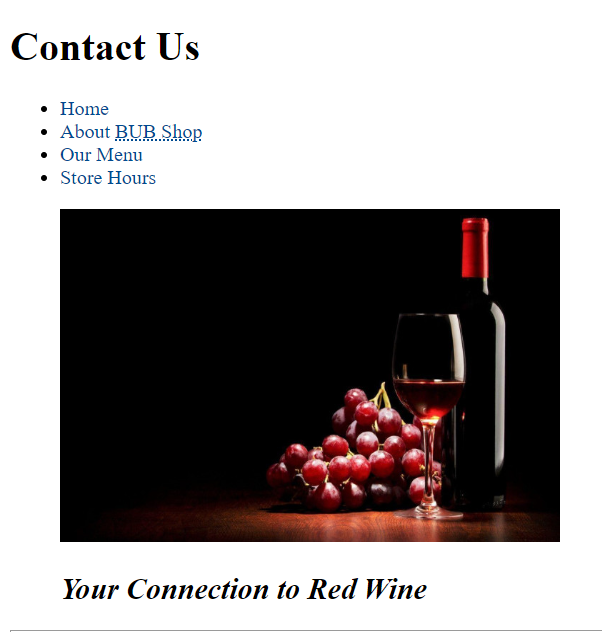 Contact Us
Home
About BUB Shop
Our Menu
Store Hours
Your Connection to Red Wine